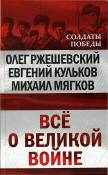 СОЛДАТЫ
ПОБЕДЫ
ОЛЕГ РЖЕШЕВСКИЙ
ЕВГЕНИЙ КУЛЬКОВ
МИХАИЛ МЯГКОВ
ВСЁ
О ВЕЛИКОЙ
ВОЙНЕ